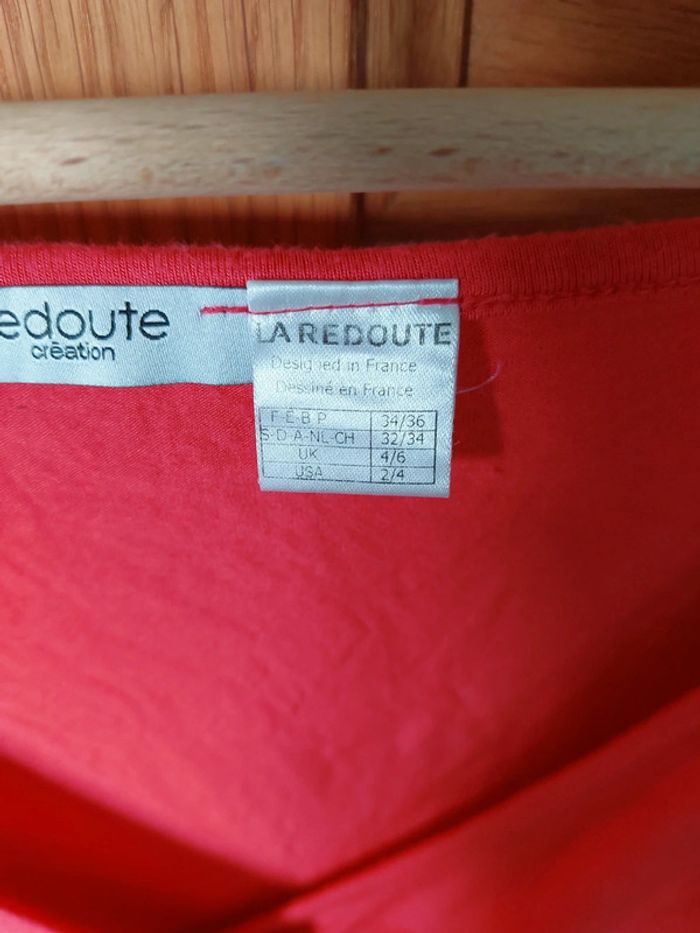 edoute
création
LA REDOUTE
Designed in France
Dessiné en France
F-E-B-P 34/36
S-D-A-NL-CH 32/34
UK 4/6
USA 2/4